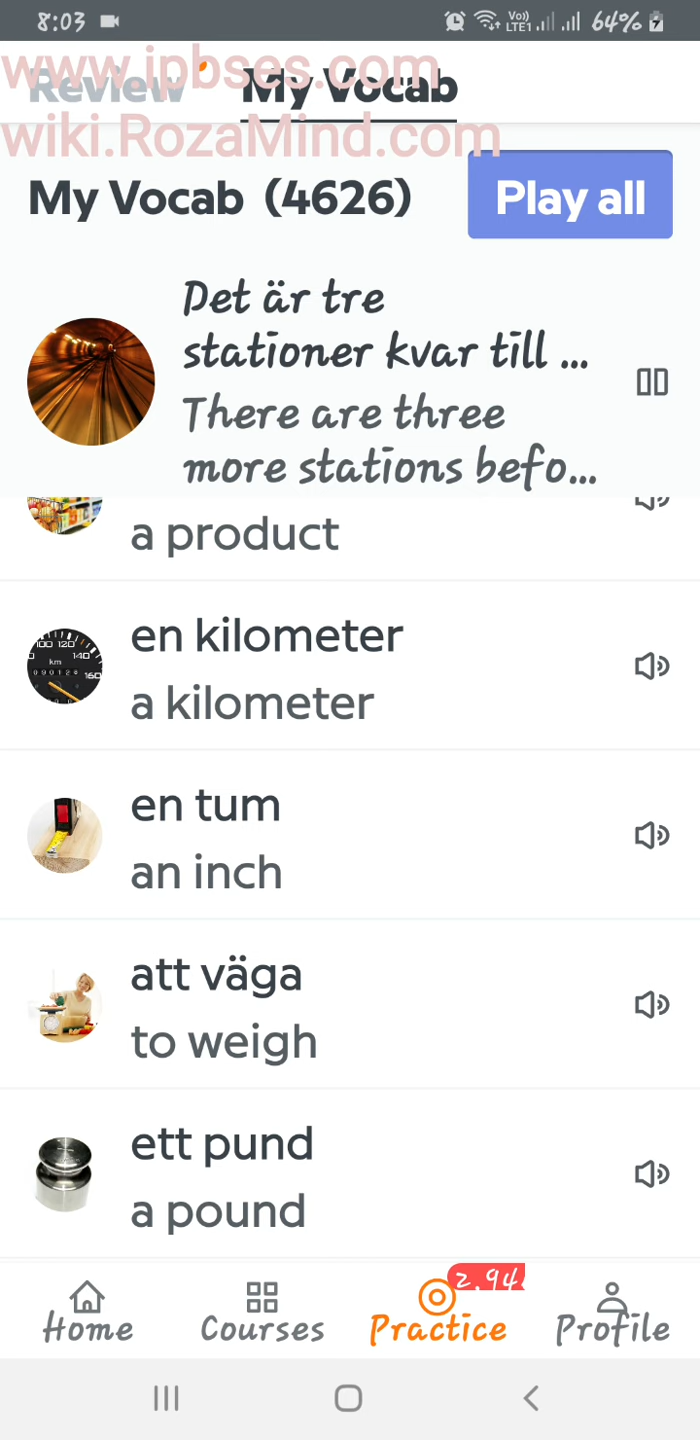 8:03
Vo)) LTE1 64%
www.ipbses.com
Review My Vocab
wiki.RozaMind.com
My Vocab (4626) Play all
Det är tre
stationer kvar till ...
There are three
more stations befo...
a product
en kilometer
a kilometer
en tum
an inch
att väga
to weigh
ett pund
a pound
2,94
Home Courses Practice Profile